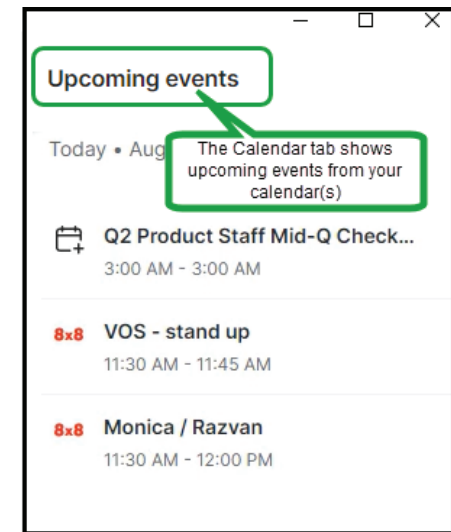 Upcoming events
Today • Aug
The Calendar tab shows
upcoming events from your
calendar(s)
Q2 Product Staff Mid-Q Check...
3:00 AM - 3:00 AM
8x8 VOS - stand up
11:30 AM - 11:45 AM
8x8 Monica / Razvan
11:30 AM - 12:00 PM